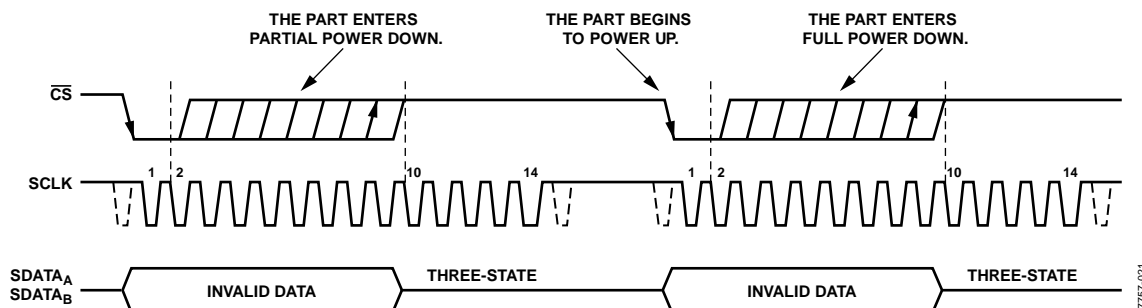 THE PART ENTERS
PARTIAL POWER DOWN.
THE PART BEGINS
TO POWER UP.
THE PART ENTERS
FULL POWER DOWN.
CS
SCLK
1
2
10
14
1
2
10
14
SDATAA
SDATAB
INVALID DATA
THREE-STATE
INVALID DATA
THREE-STATE